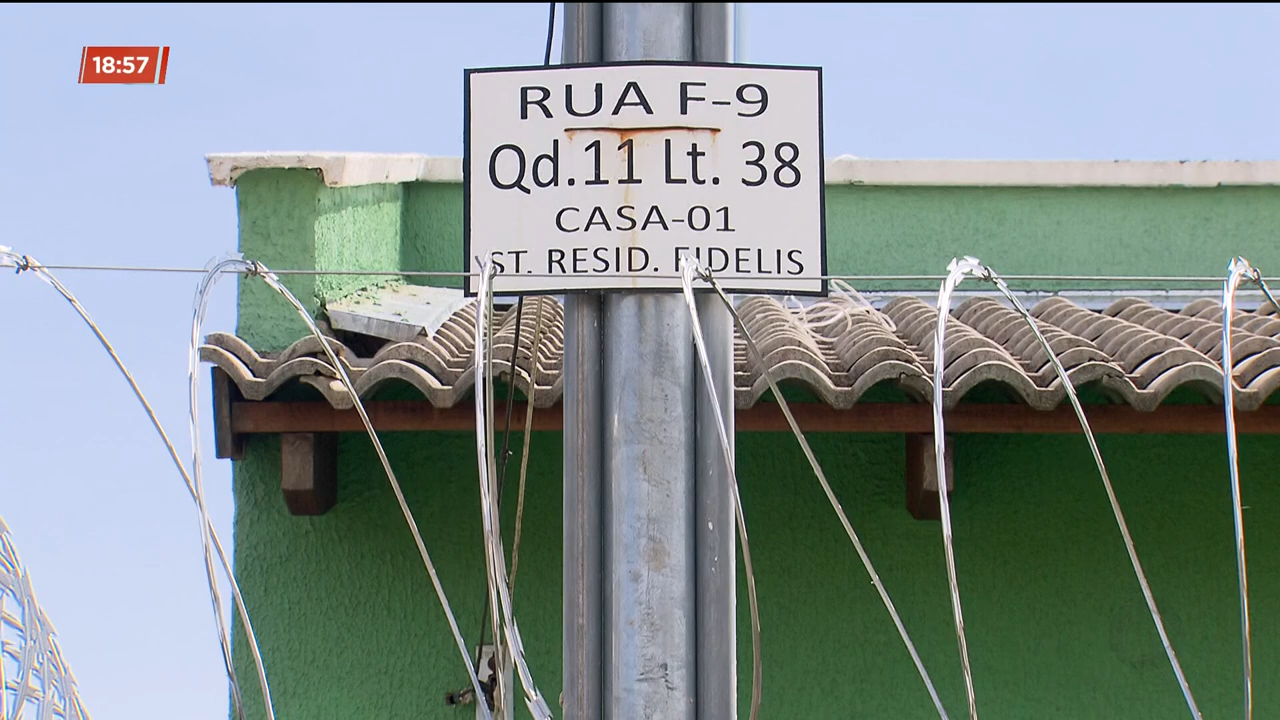 18:57
RUA F-9
Qd.11 Lt. 38
CASA-01
ST. RESID. FIDELIS